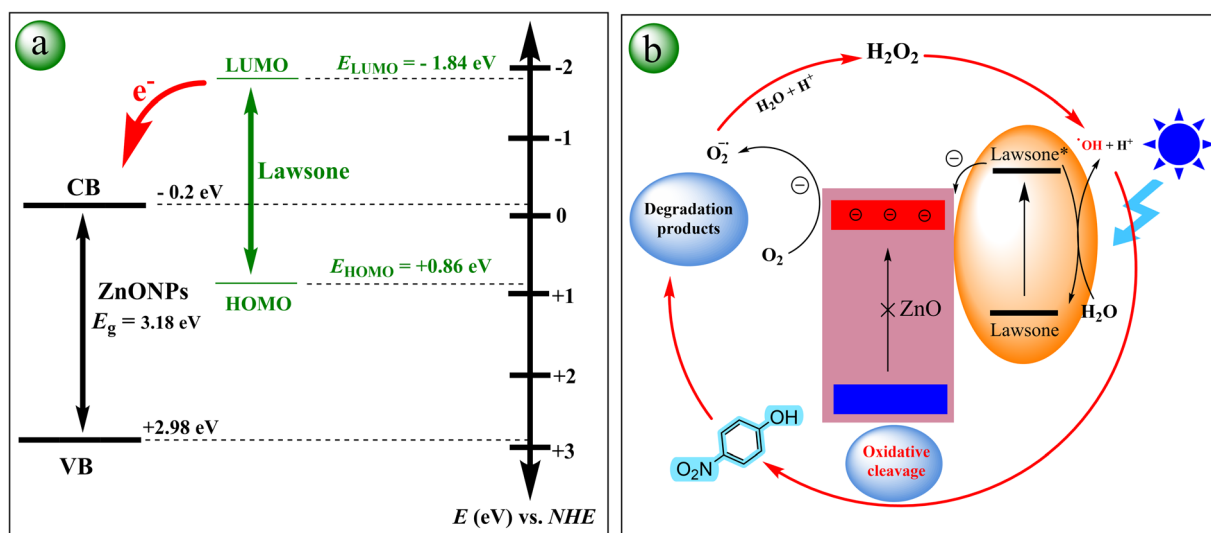 a
LUMO
E_LUMO = - 1.84 eV
-2
e⁻
-1
Lawsone
CB
- 0.2 eV
0
E_HOMO = +0.86 eV
HOMO
+1
ZnONPs
E_g = 3.18 eV
+2
+2.98 eV
VB
+3
E (eV) vs. NHE
b
H₂O₂
H₂O + H⁺
O₂⁻·
·OH + H⁺
Lawsone*
Degradation
products
O₂
ZnO
H₂O
Lawsone
OH
O₂N
Oxidative
cleavage